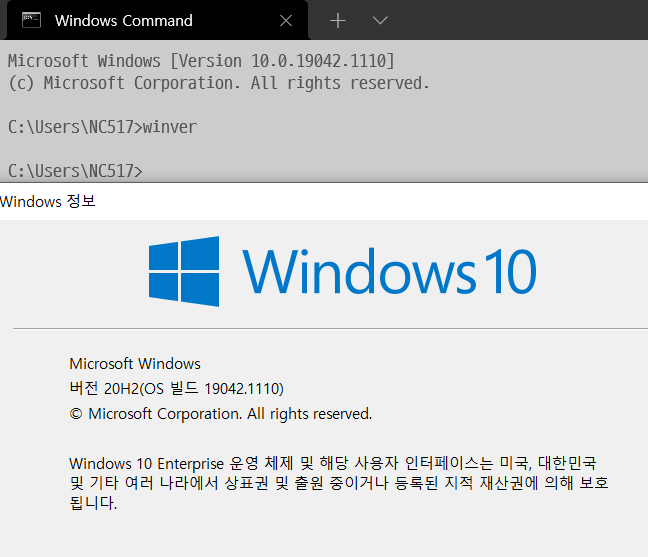 Windows Command
Microsoft Windows [Version 10.0.19042.1110]
(c) Microsoft Corporation. All rights reserved.
C:\Users\NC517>winver
C:\Users\NC517>
Windows 정보
Windows 10
Microsoft Windows
버전 20H2(OS 빌드 19042.1110)
© Microsoft Corporation. All rights reserved.
Windows 10 Enterprise 운영 체제 및 해당 사용자 인터페이스는 미국, 대한민국
및 기타 여러 나라에서 상표권 및 출원 중이거나 등록된 지적 재산권에 의해 보호
됩니다.